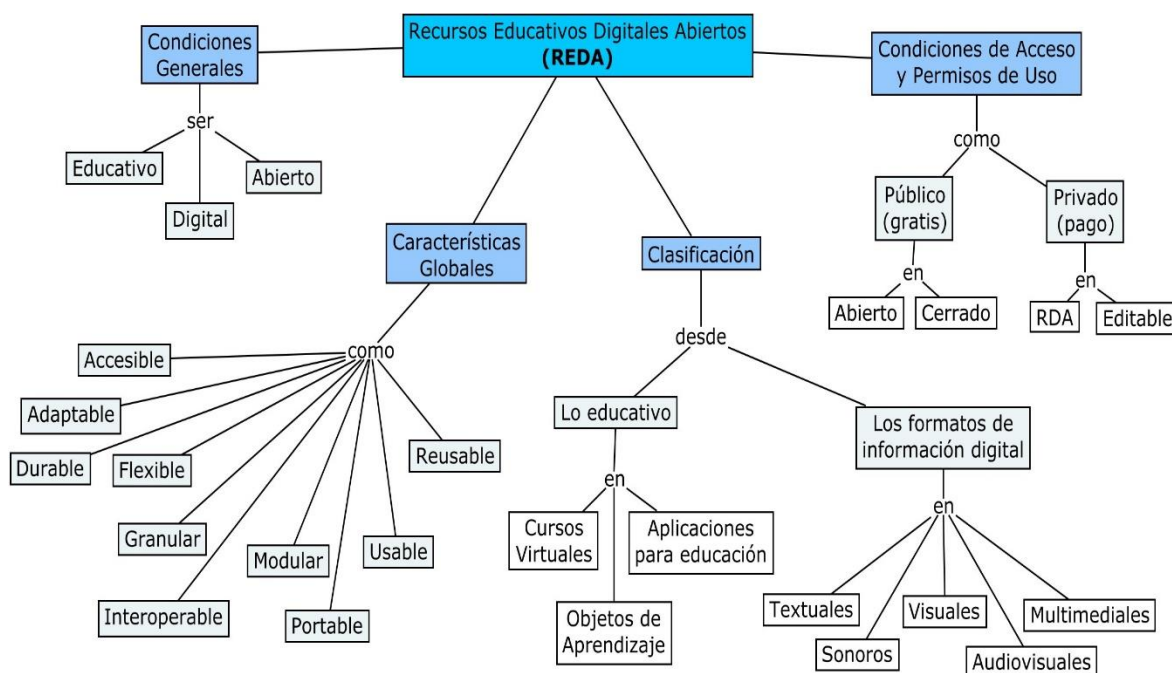 Recursos Educativos Digitales Abiertos
(REDA)
Condiciones
Generales
ser
Educativo
Digital
Abierto
Características
Globales
como
Accesible
Adaptable
Durable
Flexible
Granular
Interoperable
Modular
Portable
Usable
Reusable
Clasificación
desde
Lo educativo
en
Cursos
Virtuales
Objetos de
Aprendizaje
Aplicaciones
para educación
Los formatos de
información digital
en
Textuales
Sonoros
Visuales
Audiovisuales
Multimediales
Condiciones de Acceso
y Permisos de Uso
como
Público
(gratis)
en
Abierto
Cerrado
Privado
(pago)
en
RDA
Editable